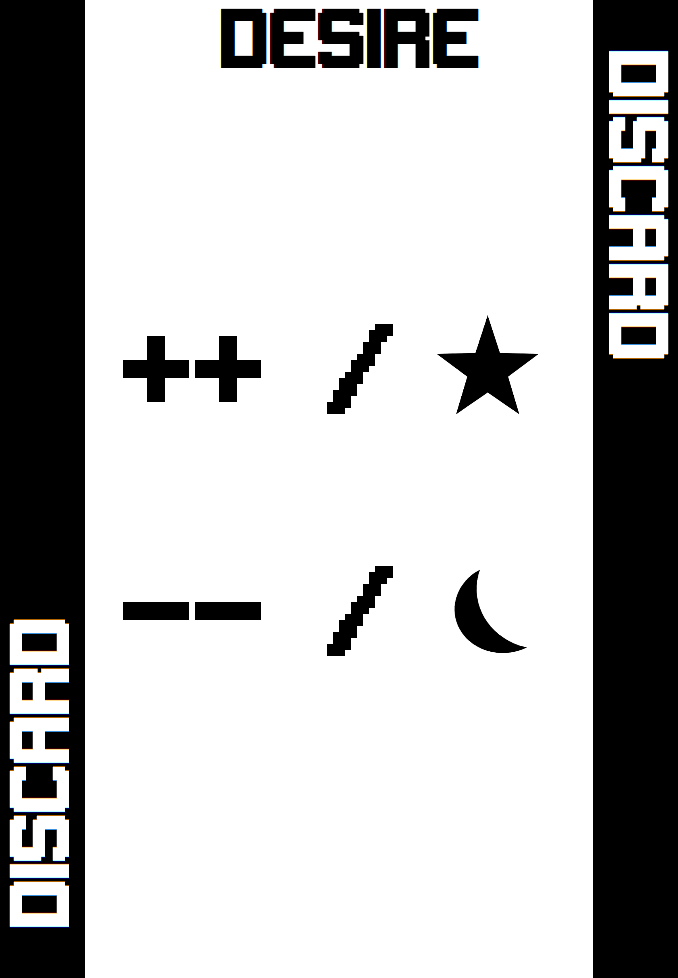 DESIRE
DISCARD
++ / ★
-- / ☾
DISCARD